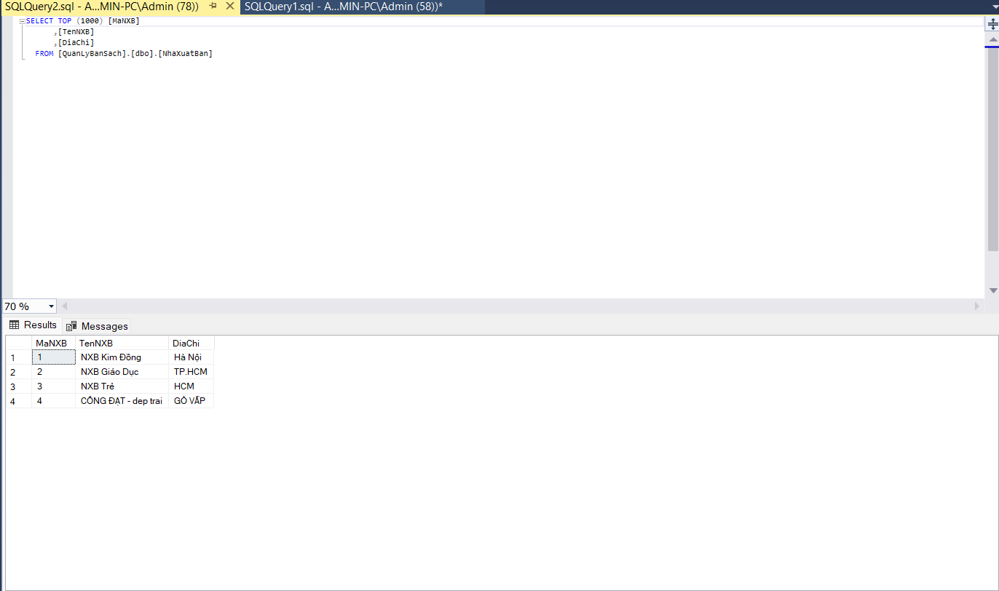 SQLQuery2.sql - A...MIN-PC\Admin (78)) SQLQuery1.sql - A...MIN-PC\Admin (58))*
SELECT TOP (1000) [MaNXB]
,[TenNXB]
,[DiaChi]
FROM [QuanLyBanSach].[dbo].[NhaXuatBan]
70 %
Results Messages
MaNXB TenNXB DiaChi
1 1 NXB Kim Đồng Hà Nội
2 2 NXB Giáo Dục TP.HCM
3 3 NXB Trẻ HCM
4 4 CÔNG ĐẠT - dep trai GÒ VẤP